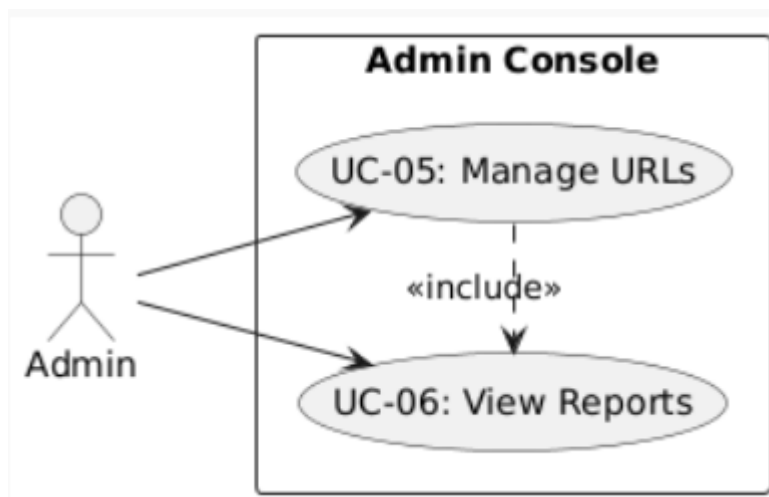 Admin Console
UC-05: Manage URLs
«include»
Admin
UC-06: View Reports